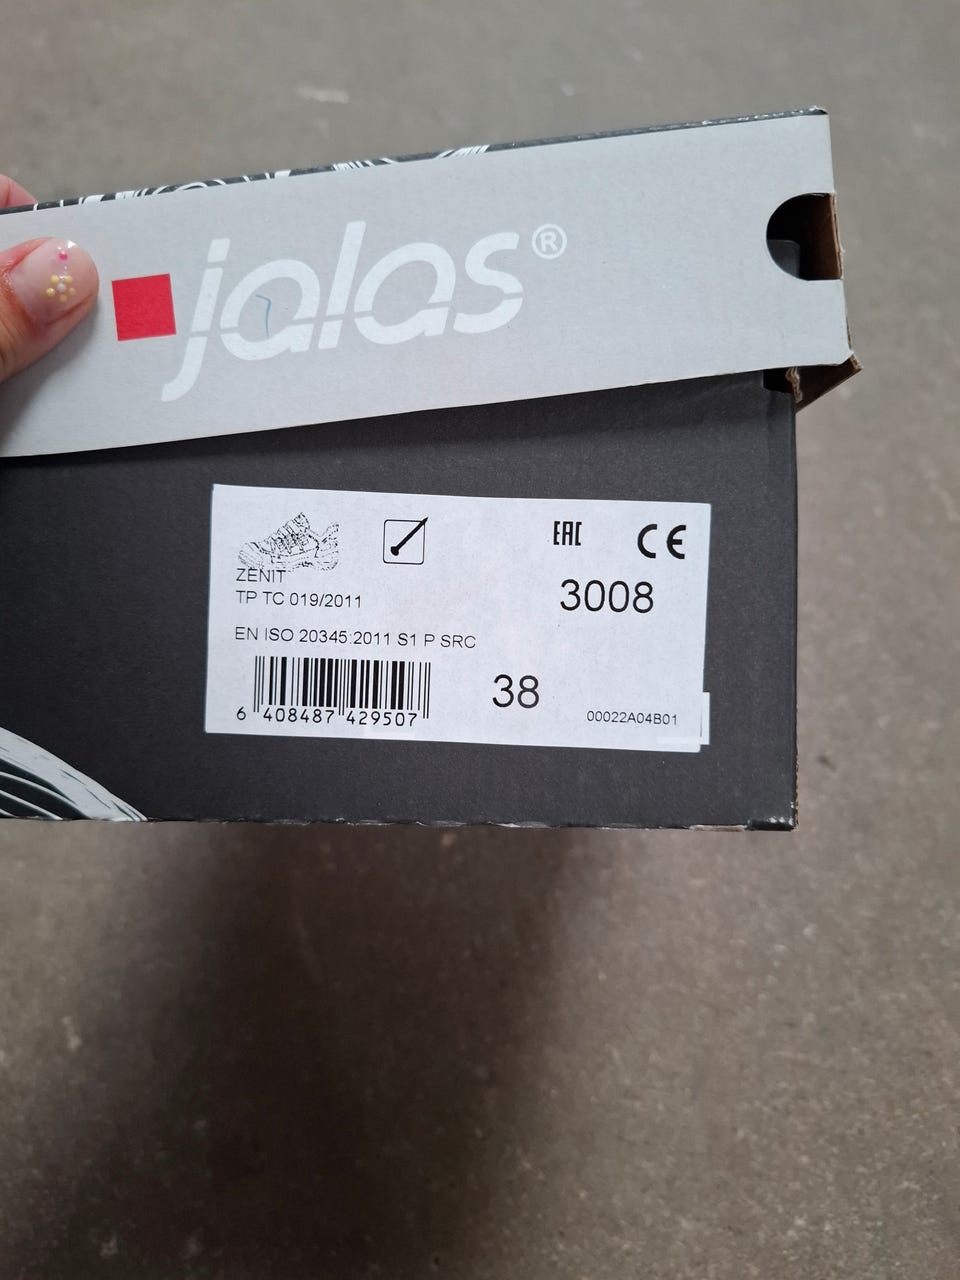 jalas®
EAC CE
ZENIT
TP TC 019/2011
3008
EN ISO 20345:2011 S1 P SRC
38
6 408487 429507
00022A04B01